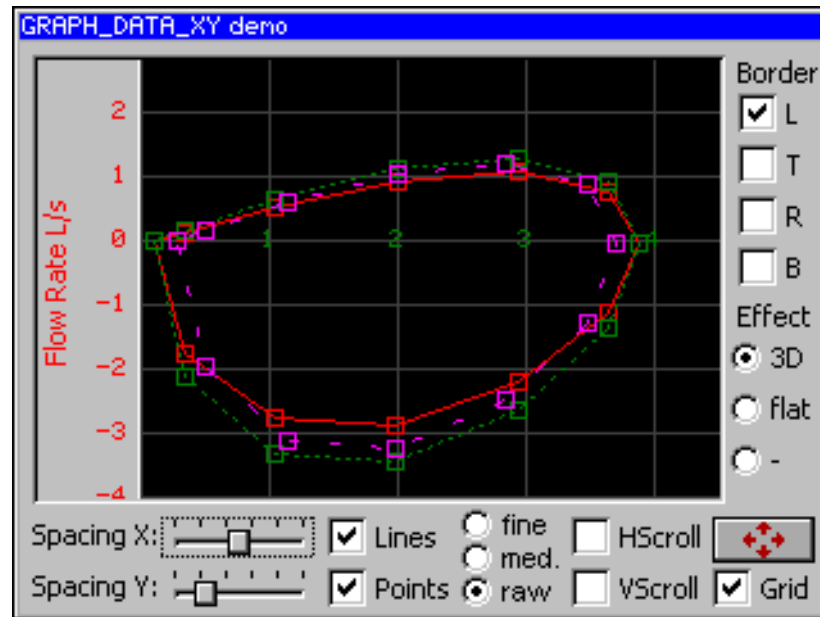 GRAPH_DATA_XY demo
Flow Rate L/s
2
1
0
-1
-2
-3
-4
1
2
3
4
Border
L
T
R
B
Effect
3D
flat
-
Spacing X:
Lines
fine
med.
raw
HScroll
Spacing Y:
Points
VScroll
Grid